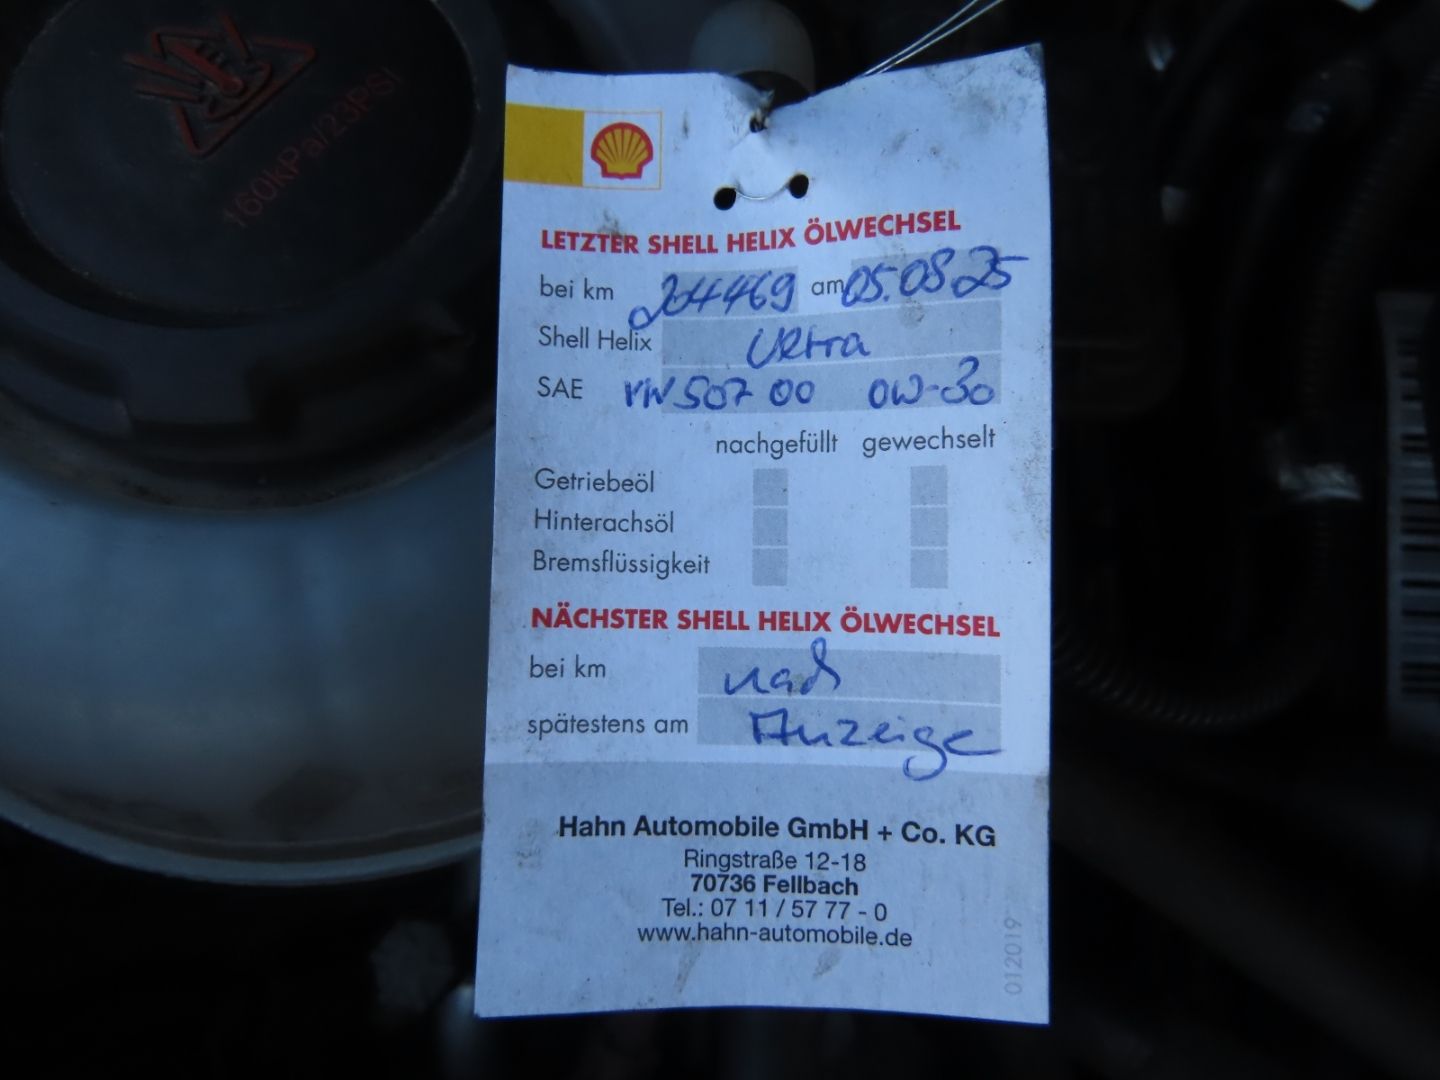 160kPa/23PSI
LETZTER SHELL HELIX ÖLWECHSEL
bei km 204469 am 05.08.25
Shell Helix Ultra
SAE VW 507 00 0W-30
nachgefüllt gewechselt
Getriebeöl
Hinterachsöl
Bremsflüssigkeit
NÄCHSTER SHELL HELIX ÖLWECHSEL
bei km nach
spätestens am Anzeige
Hahn Automobile GmbH + Co. KG
Ringstraße 12-18
70736 Fellbach
Tel.: 07 11 / 57 77 - 0
www.hahn-automobile.de
012019